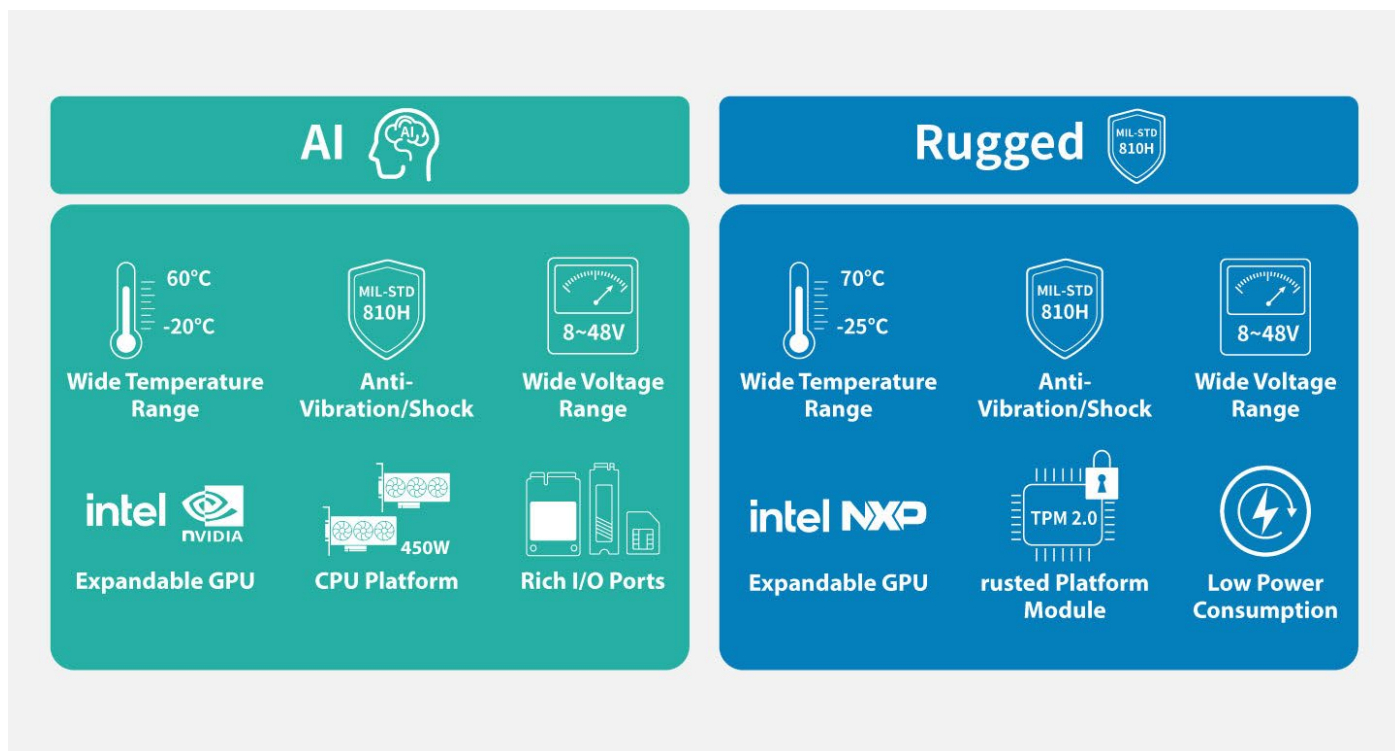 AI
AI
Rugged
MIL-STD
810H
60°C
-20°C
Wide Temperature
Range
MIL-STD
810H
Anti-
Vibration/Shock
8~48V
Wide Voltage
Range
intel
NVIDIA
Expandable GPU
450W
CPU Platform
Rich I/O Ports
70°C
-25°C
Wide Temperature
Range
MIL-STD
810H
Anti-
Vibration/Shock
8~48V
Wide Voltage
Range
intel NXP
Expandable GPU
TPM 2.0
rusted Platform
Module
Low Power
Consumption